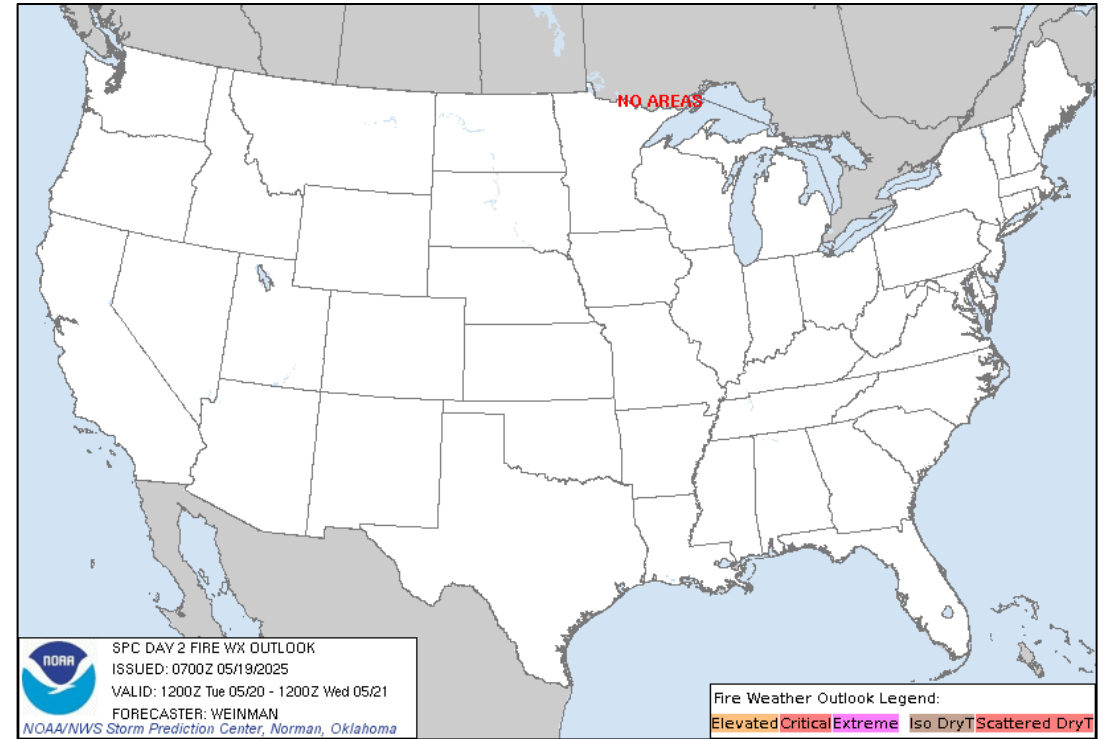 NO AREAS
NOAA
SPC DAY 2 FIRE WX OUTLOOK
ISSUED: 0700Z 05/19/2025
VALID: 1200Z Tue 05/20 - 1200Z Wed 05/21
FORECASTER: WEINMAN
NOAA/NWS Storm Prediction Center, Norman, Oklahoma
Fire Weather Outlook Legend:
Elevated Critical Extreme Iso DryT Scattered DryT